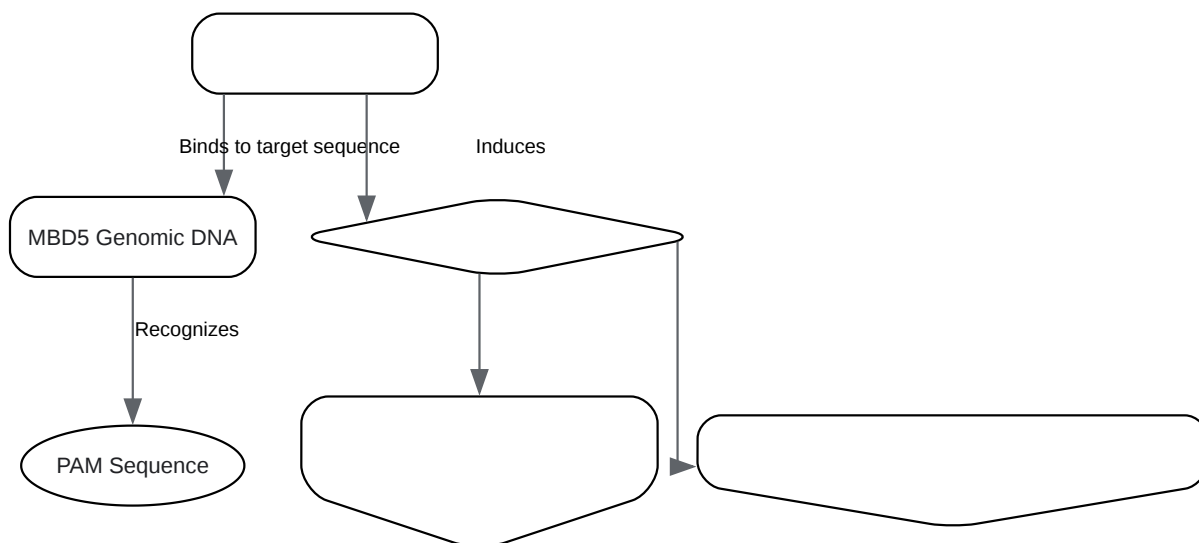 Binds to target sequence
Induces
MBD5 Genomic DNA
Recognizes
PAM Sequence